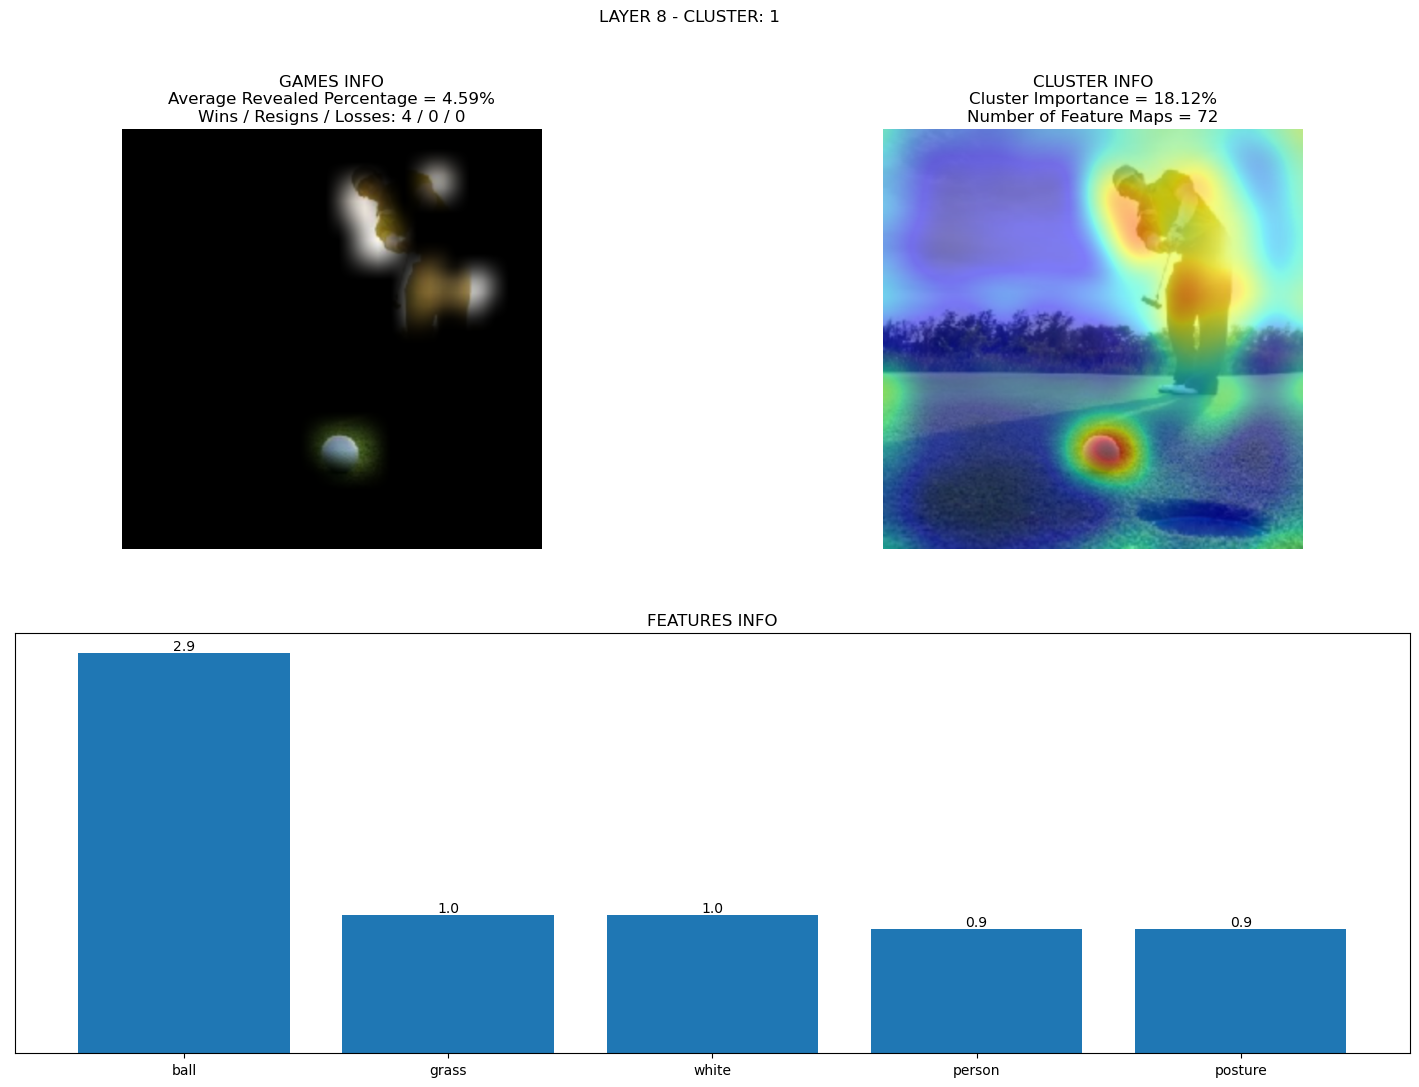 LAYER 8 - CLUSTER: 1
GAMES INFO
Average Revealed Percentage = 4.59%
Wins / Resigns / Losses: 4 / 0 / 0
CLUSTER INFO
Cluster Importance = 18.12%
Number of Feature Maps = 72
FEATURES INFO
2.9
1.0
1.0
0.9
0.9
ball
grass
white
person
posture